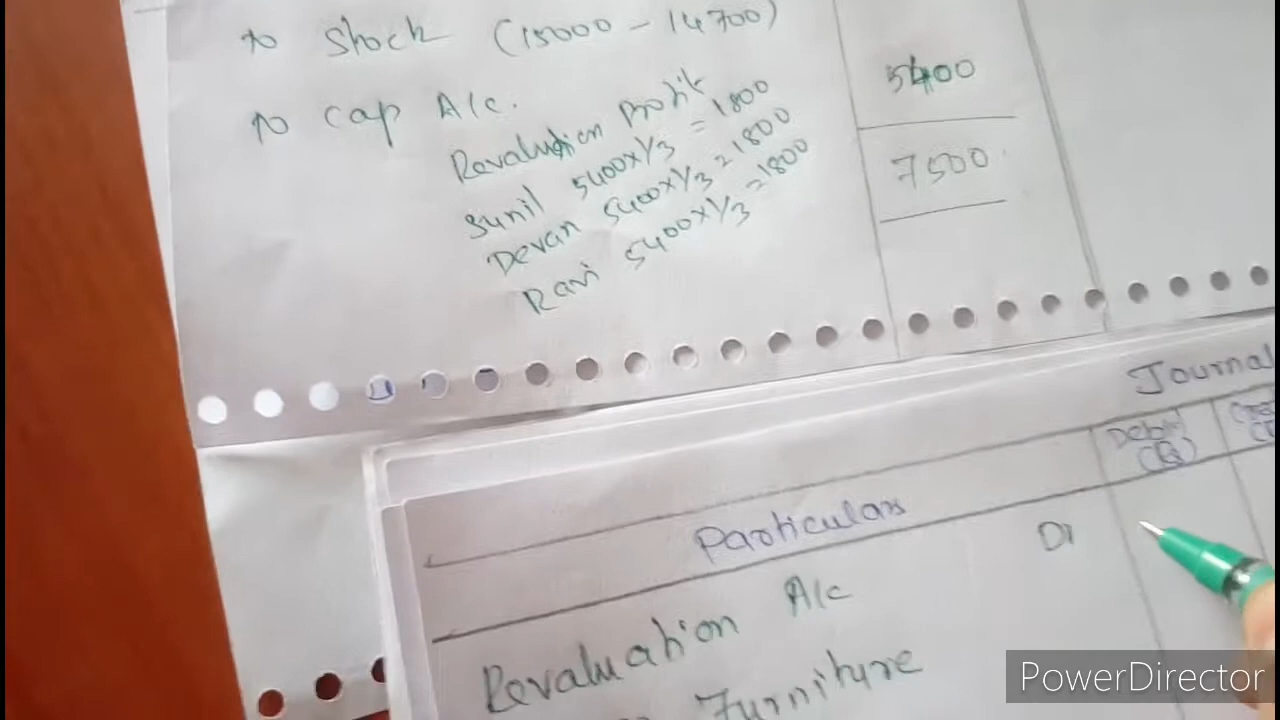 to Stock (15000 - 14700)
to Cap A/c. 5400
Revaluation Profit
Sunil 5400x1/3 = 1800
Devan 5400x1/3 = 1800
Ravi 5400x1/3 = 1800
7500
Journal
Particulars Debit
Revaluation A/c Dr
Furniture
PowerDirector